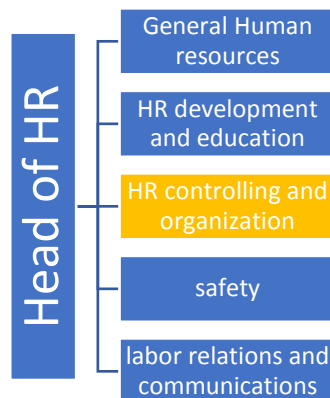 Head of HR
General Human
resources
HR development
and education
HR controlling and
organization
safety
labor relations and
communications